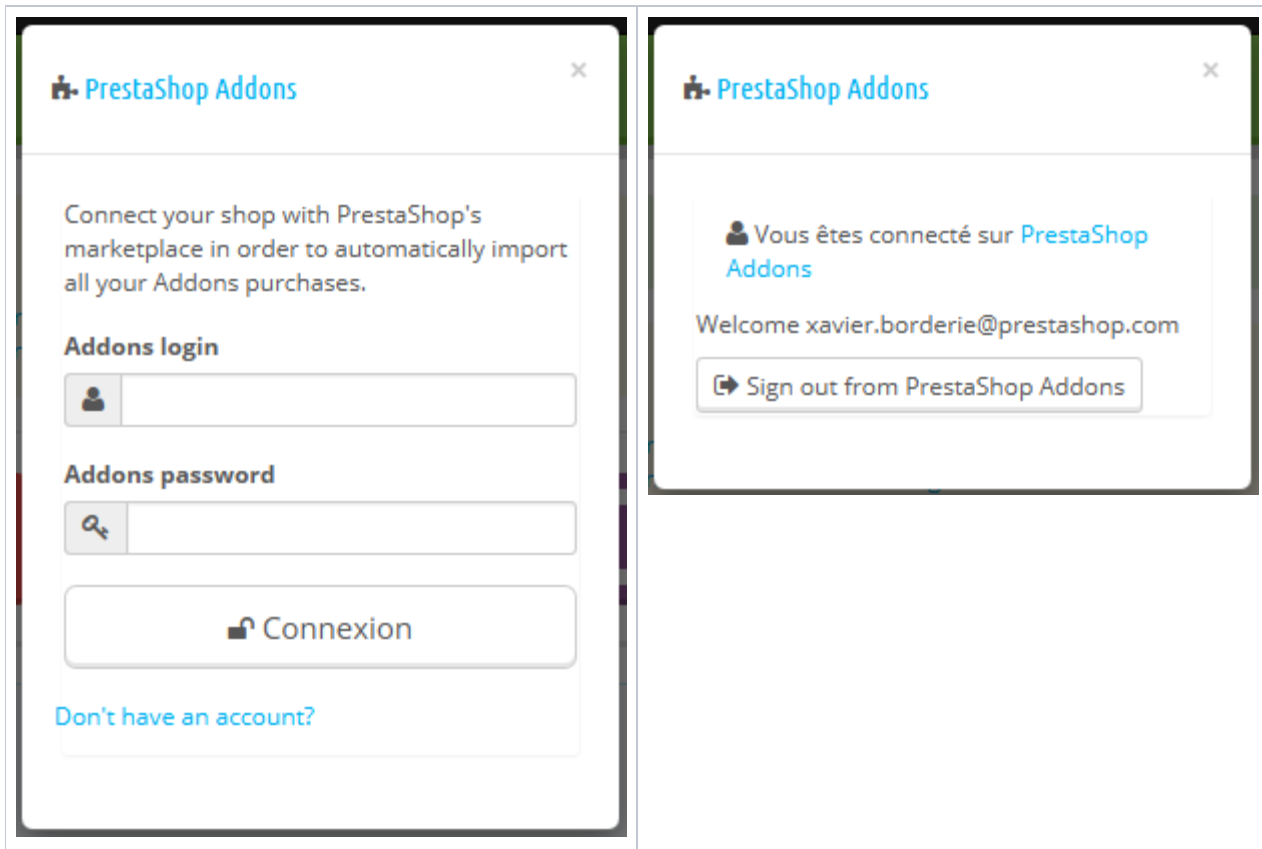 PrestaShop Addons
×
Connect your shop with PrestaShop's
marketplace in order to automatically import
all your Addons purchases.
Addons login
Addons password
Connexion
Don't have an account?
PrestaShop Addons
×
Vous êtes connecté sur PrestaShop
Addons
Welcome xavier.borderie@prestashop.com
Sign out from PrestaShop Addons